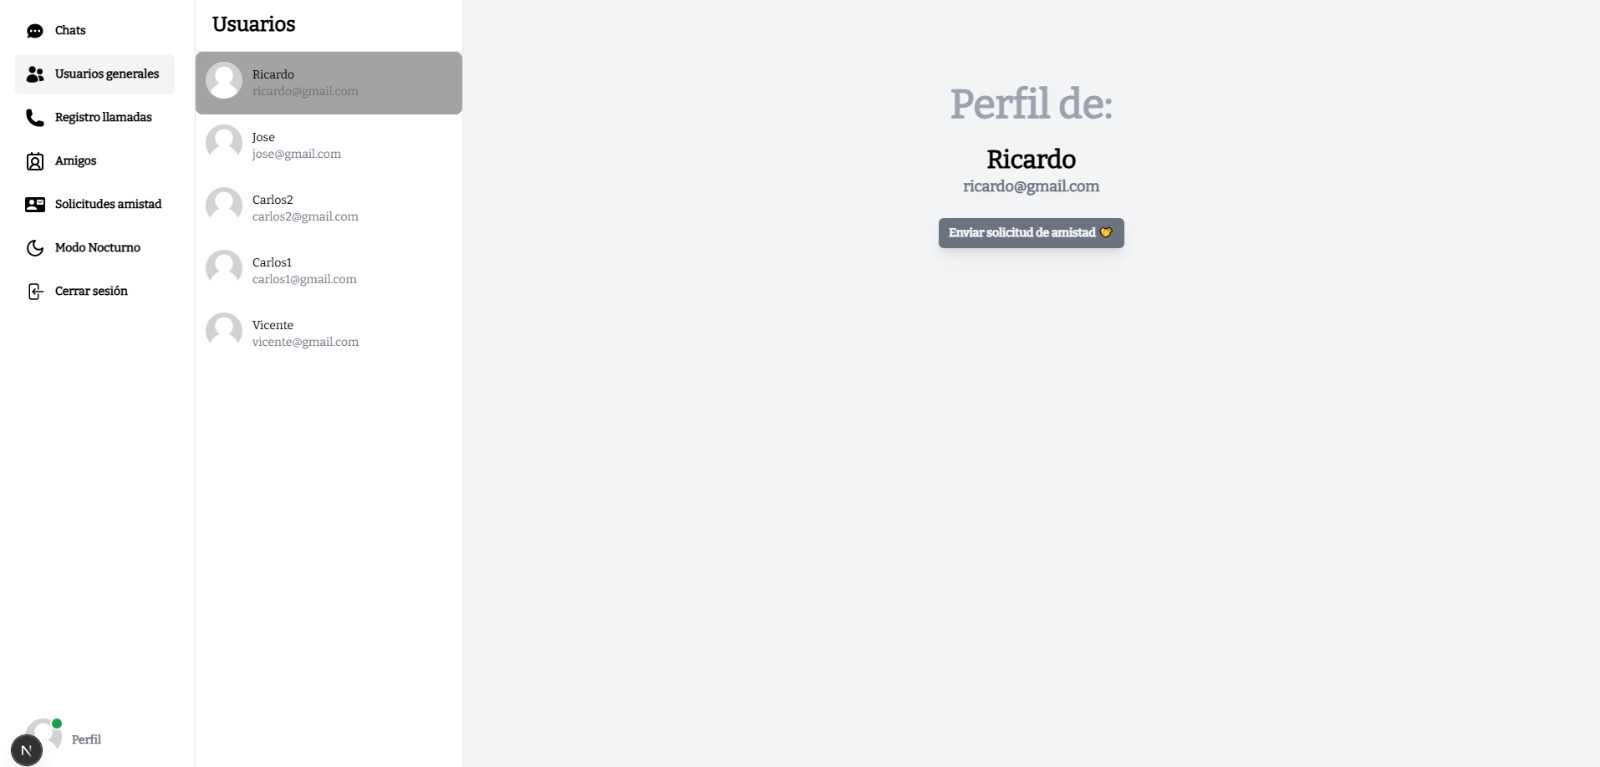 Chats
Usuarios generales
Registro llamadas
Amigos
Solicitudes amistad
Modo Nocturno
Cerrar sesión
Perfil
N
Usuarios
Ricardo
ricardo@gmail.com
Jose
jose@gmail.com
Carlos2
carlos2@gmail.com
Carlos1
carlos1@gmail.com
Vicente
vicente@gmail.com
Perfil de:
Ricardo
ricardo@gmail.com
Enviar solicitud de amistad